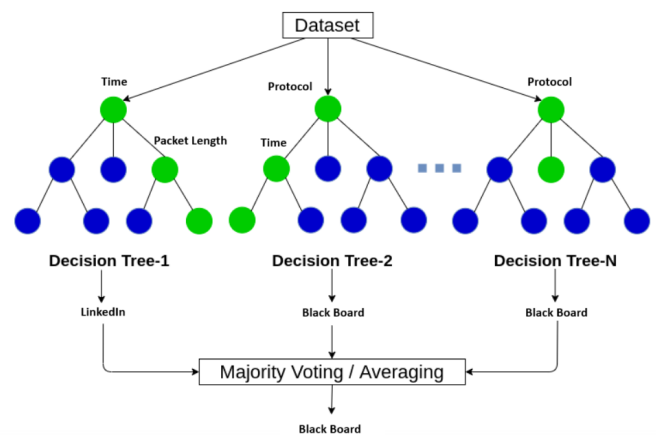 Dataset
Time
Protocol
Protocol
Packet Length
Time
Decision Tree-1
Decision Tree-2
Decision Tree-N
LinkedIn
Black Board
Black Board
Majority Voting / Averaging
Black Board